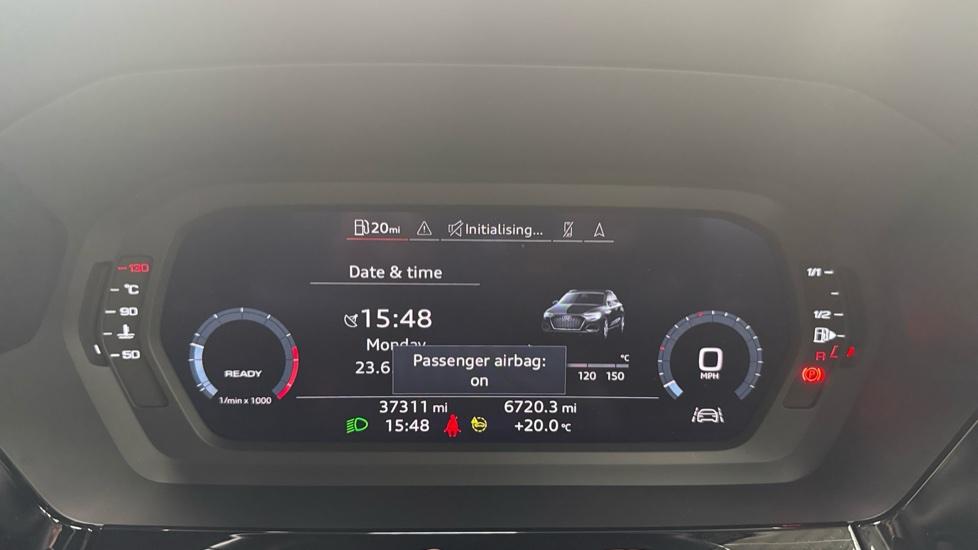 20mi
Initialising...
Date & time
15:48
Monday
23.6
Passenger airbag:
on
°C
120 150
37311 mi
6720.3 mi
15:48
+20.0 °C
130
°C
90
50
READY
1/min x 1000
0
MPH
1/1
1/2
R
(P)